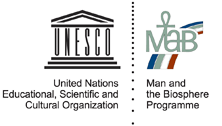 UNESCO
United Nations
Educational, Scientific and
Cultural Organization
MaB
Man and
the Biosphere
Programme